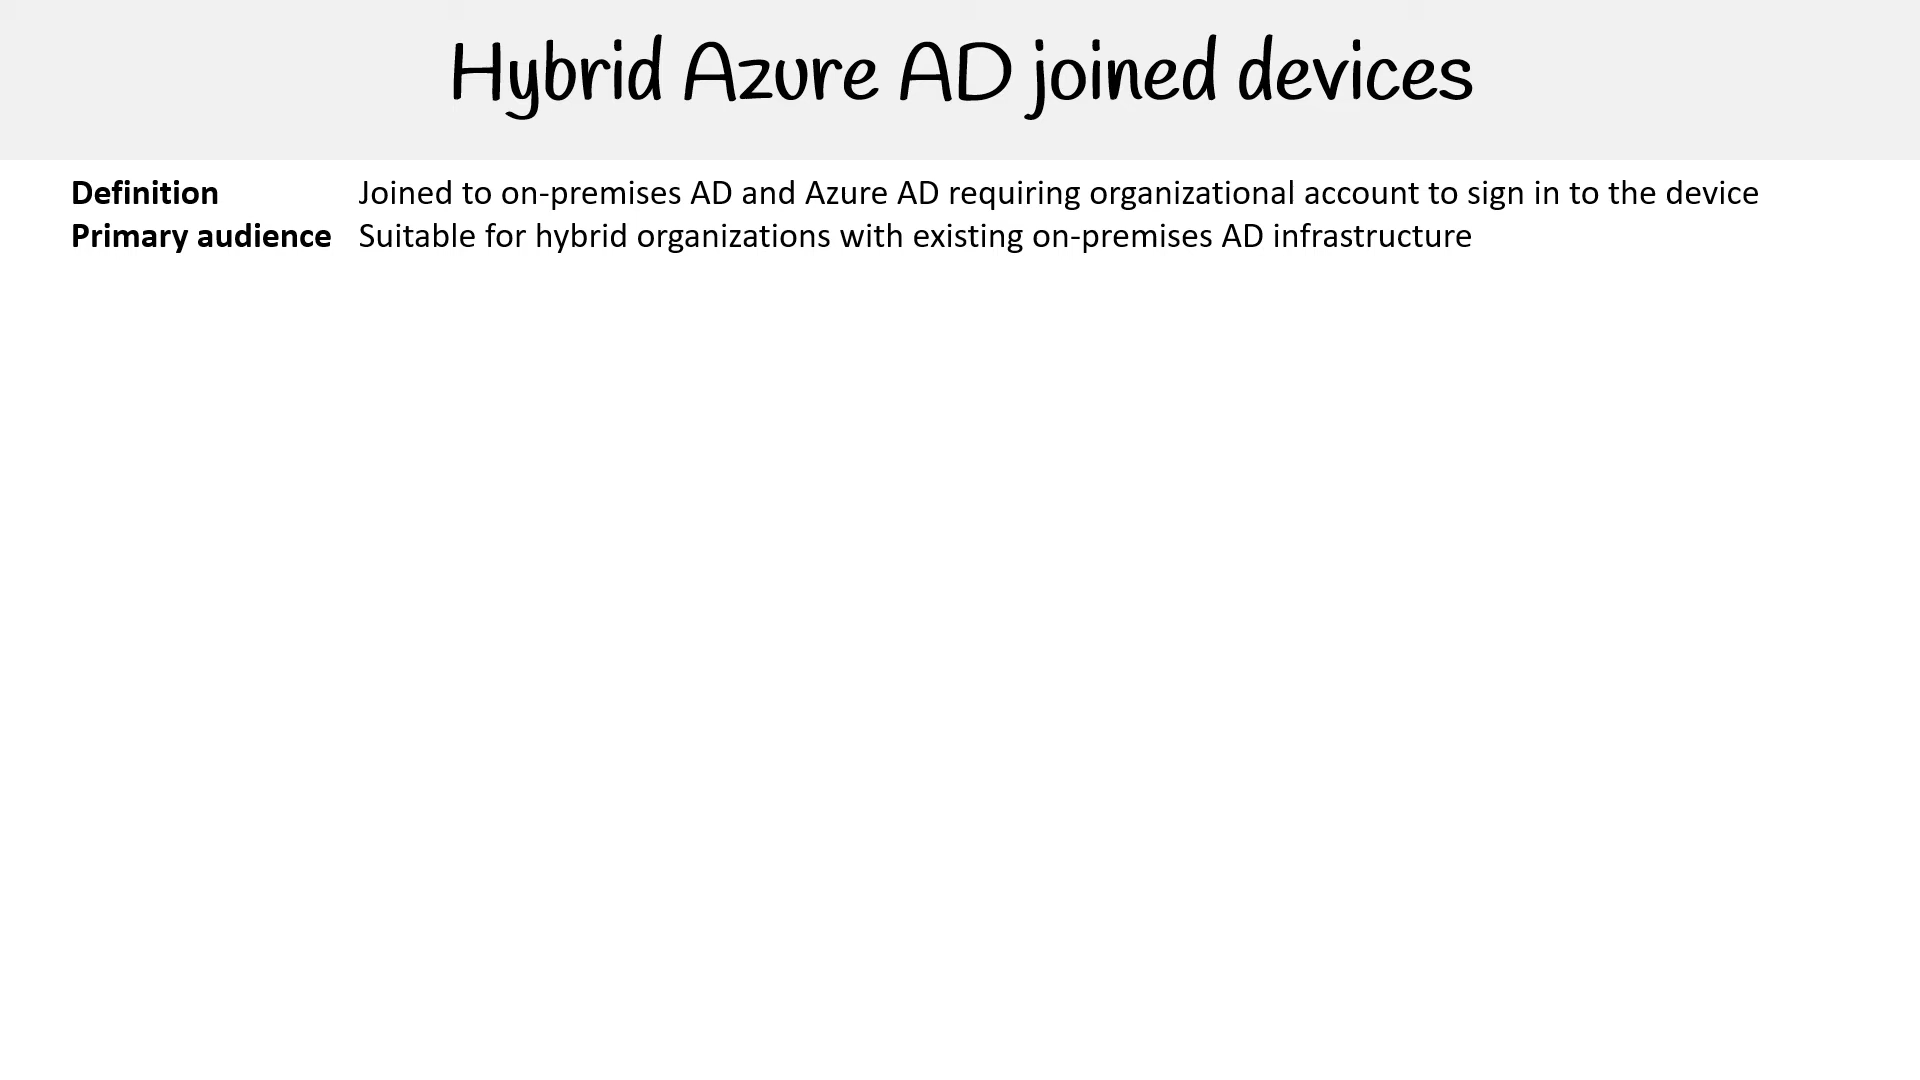 Hybrid Azure AD joined devices
Definition Joined to on-premises AD and Azure AD requiring organizational account to sign in to the device
Primary audience Suitable for hybrid organizations with existing on-premises AD infrastructure